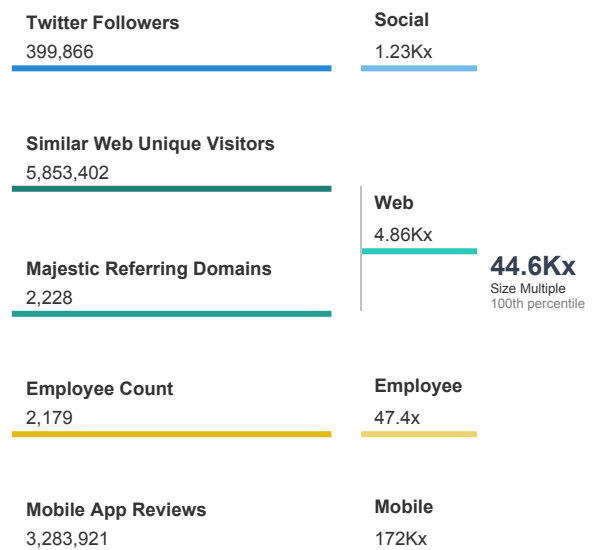 Twitter Followers
399,866
Social
1.23Kx
Similar Web Unique Visitors
5,853,402
Web
4.86Kx
Majestic Referring Domains
2,228
44.6Kx
Size Multiple
100th percentile
Employee Count
2,179
Employee
47.4x
Mobile App Reviews
3,283,921
Mobile
172Kx